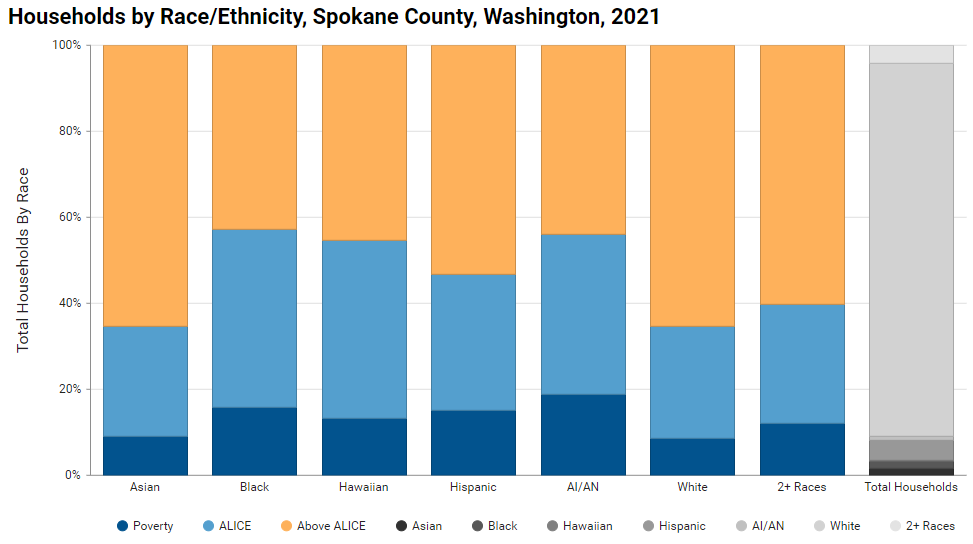 Households by Race/Ethnicity, Spokane County, Washington, 2021
Total Households By Race
100%
80%
60%
40%
20%
0%
Asian Black Hawaiian Hispanic AI/AN White 2+ Races Total Households
Poverty ALICE Above ALICE Asian Black Hawaiian Hispanic AI/AN White 2+ Races